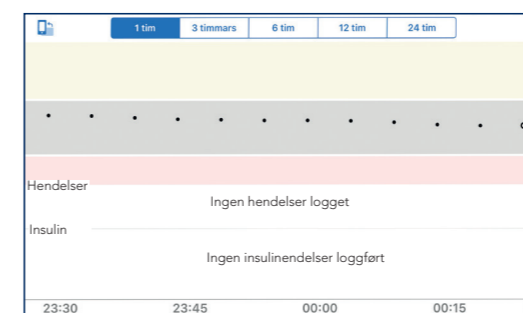 1 tim 3 timmars 6 tim 12 tim 24 tim
Hendelser
Ingen hendelser logget
Insulin
Ingen insulinendelser loggført
23:30 23:45 00:00 00:15